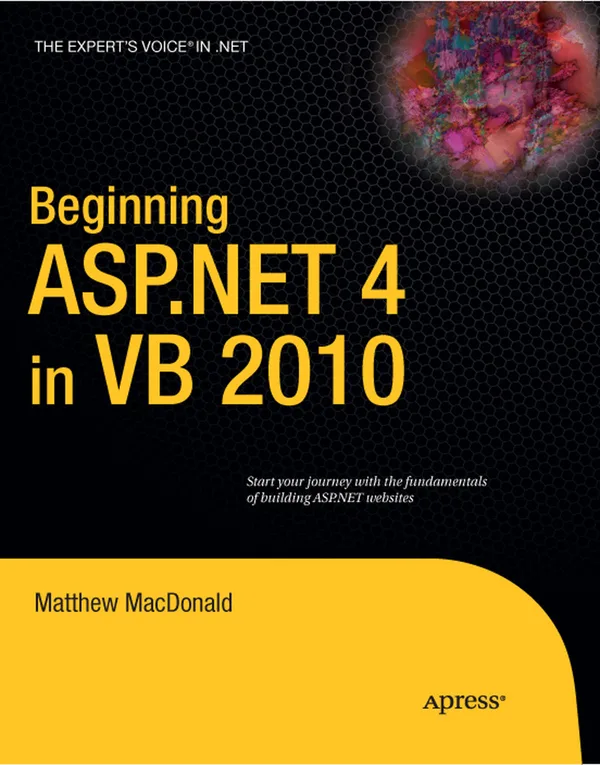 THE EXPERT'S VOICE® IN .NET
Beginning
ASP.NET 4
in VB 2010
Start your journey with the fundamentals
of building ASP.NET websites
Matthew MacDonald
Apress®